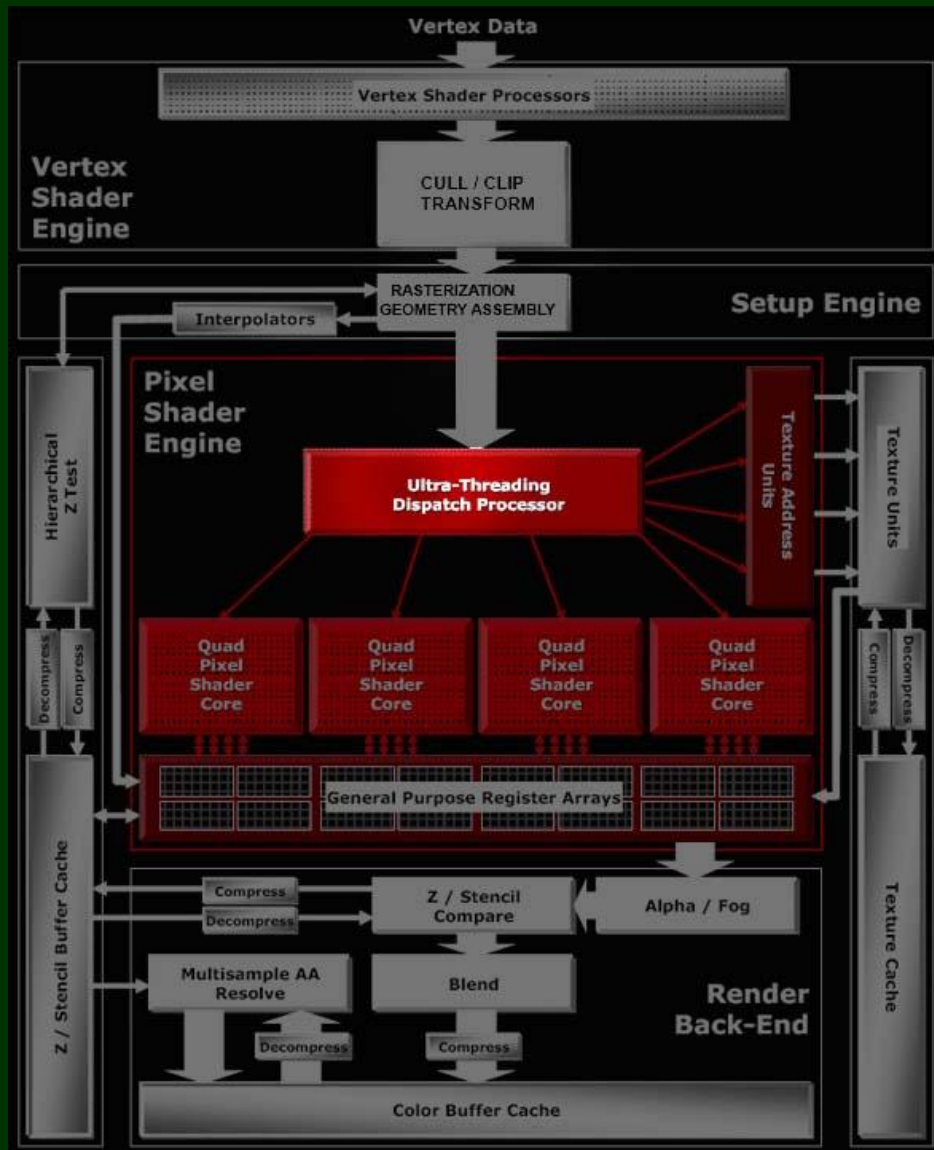 Vertex Data
Vertex Shader Processors
Vertex
Shader
Engine
CULL / CLIP
TRANSFORM
RASTERIZATION
GEOMETRY ASSEMBLY
Interpolators
Setup Engine
Hierarchical
Z Test
Pixel
Shader
Engine
Ultra-Threading
Dispatch Processor
Texture Address
Units
Texture Units
Decompress
Compress
Quad
Pixel
Shader
Core
Quad
Pixel
Shader
Core
Quad
Pixel
Shader
Core
Quad
Pixel
Shader
Core
Compress
Decompress
General Purpose Register Arrays
Z / Stencil Buffer Cache
Compress
Decompress
Z / Stencil
Compare
Alpha / Fog
Multisample AA
Resolve
Blend
Render
Back-End
Decompress
Compress
Color Buffer Cache
Texture Cache